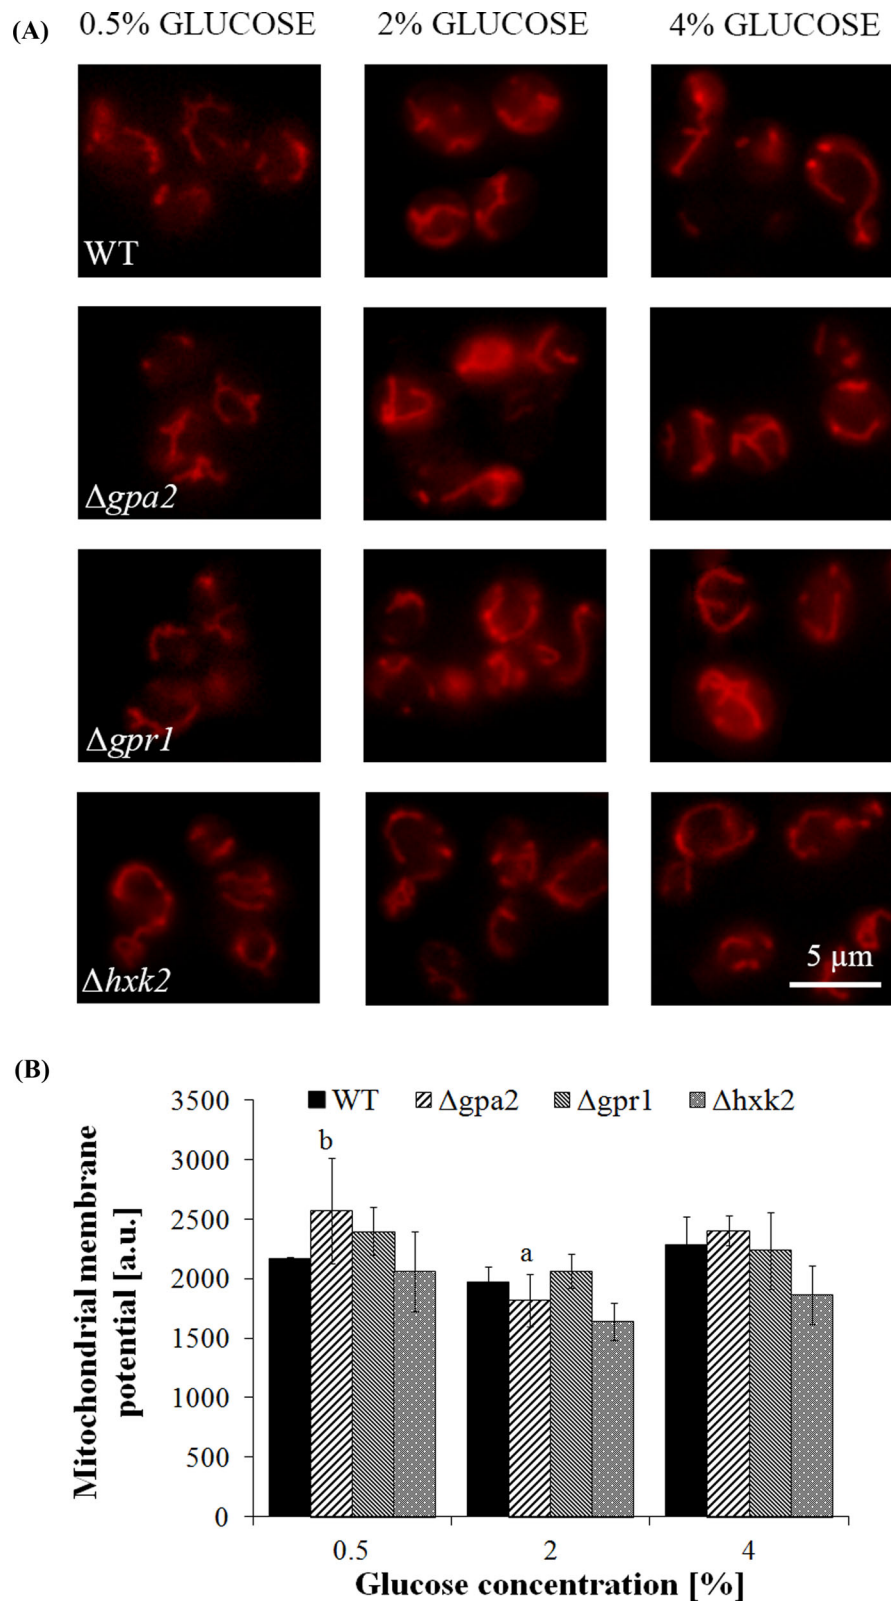 (A)
0.5% GLUCOSE
2% GLUCOSE
4% GLUCOSE
WT
Δgpa2
Δgpr1
Δhxk2
5 µm
(B)
WT
Δgpa2
Δgpr1
Δhxk2
Mitochondrial membrane
potential [a.u.]
3500
3000
2500
2000
1500
1000
500
0
b
a
0.5
2
4
Glucose concentration [%]